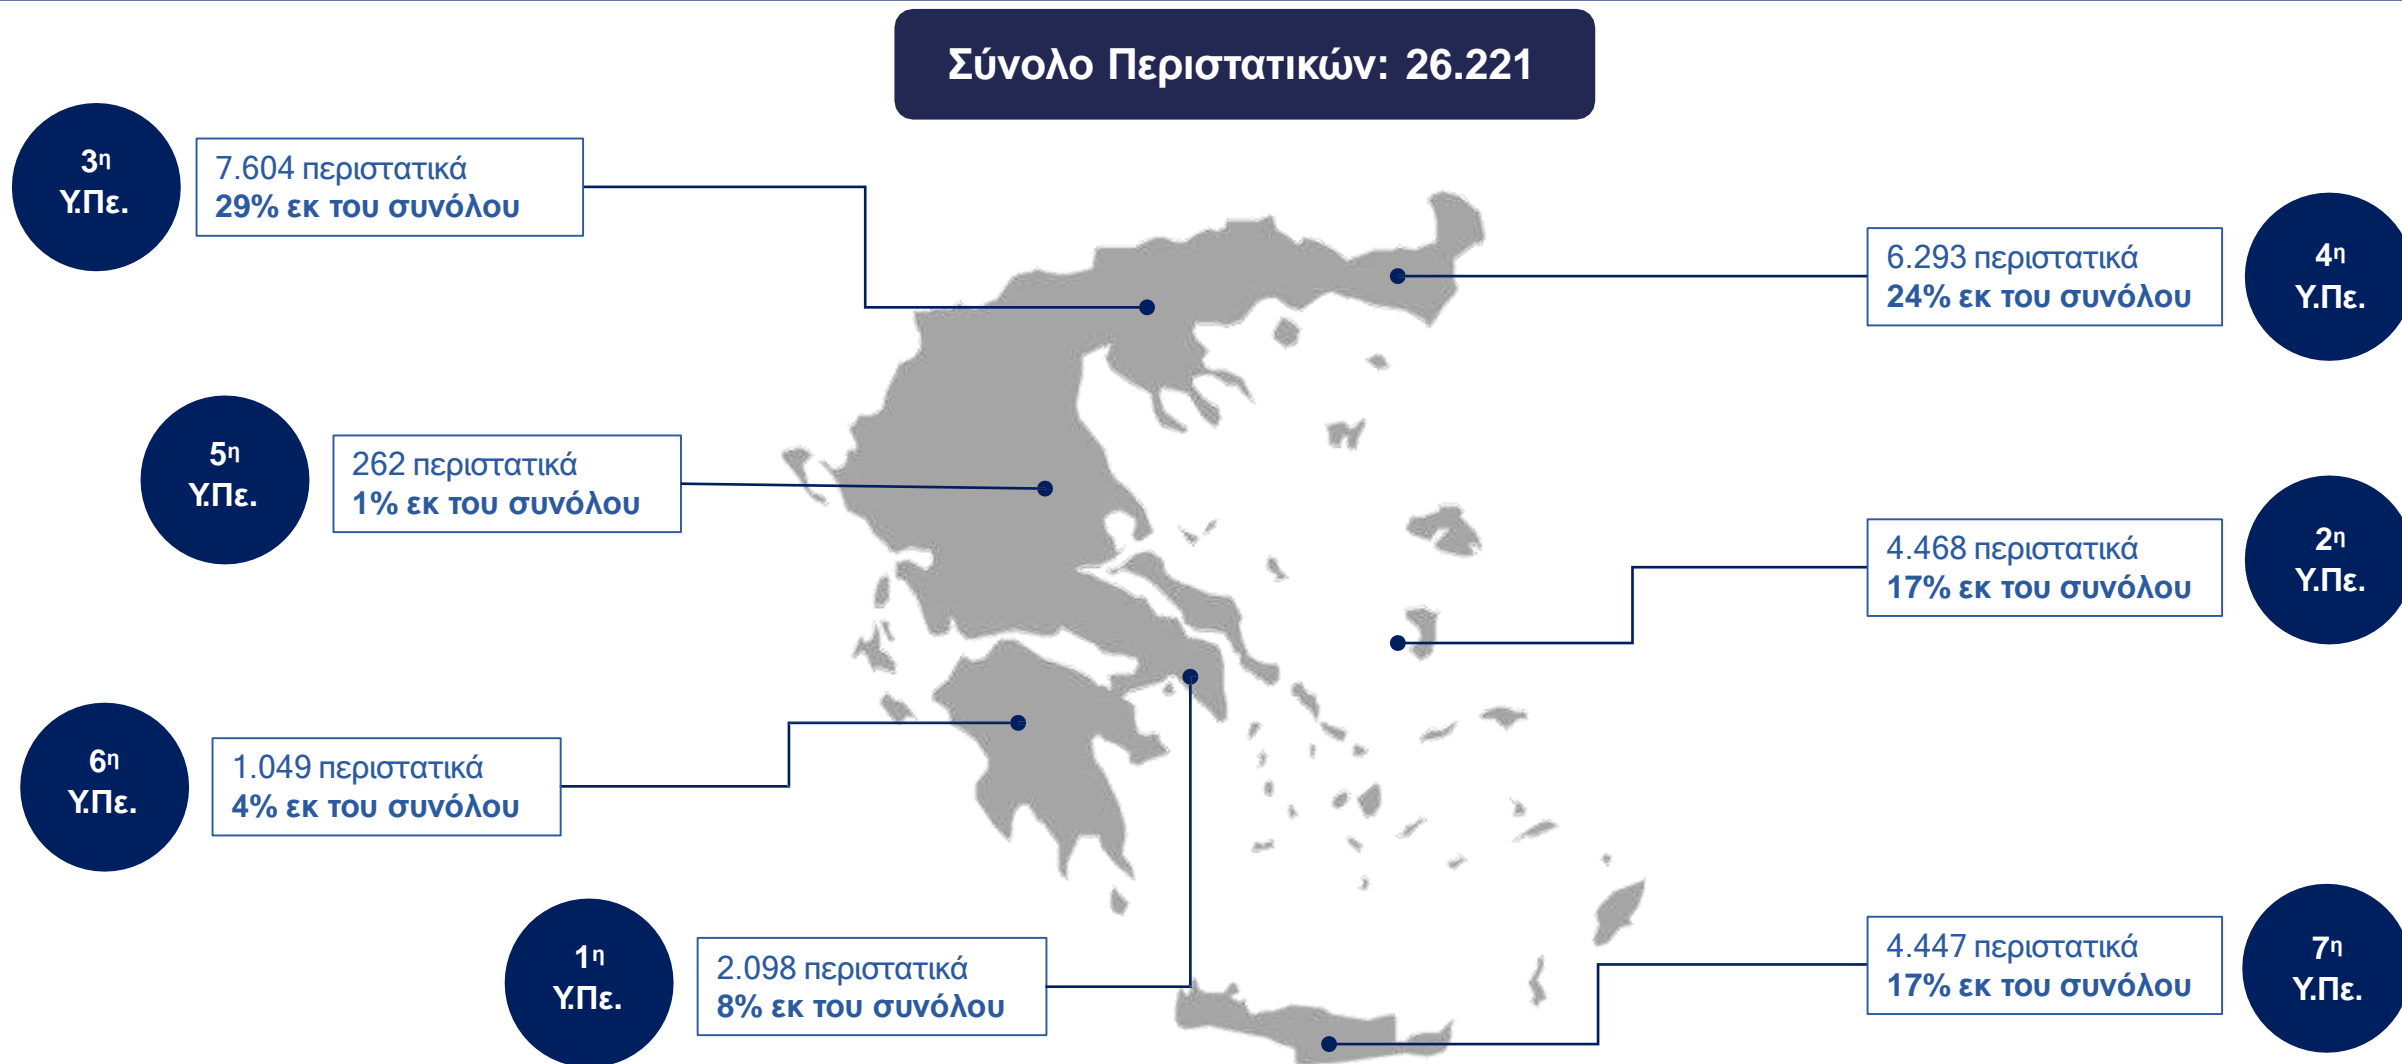 Σύνολο Περιστατικών: 26.221
3η
Υ.Πε.
7.604 περιστατικά
29% εκ του συνόλου
6.293 περιστατικά
24% εκ του συνόλου
4η
Υ.Πε.
5η
Υ.Πε.
262 περιστατικά
1% εκ του συνόλου
4.468 περιστατικά
17% εκ του συνόλου
2η
Υ.Πε.
6η
Υ.Πε.
1.049 περιστατικά
4% εκ του συνόλου
1η
Υ.Πε.
2.098 περιστατικά
8% εκ του συνόλου
4.447 περιστατικά
17% εκ του συνόλου
7η
Υ.Πε.